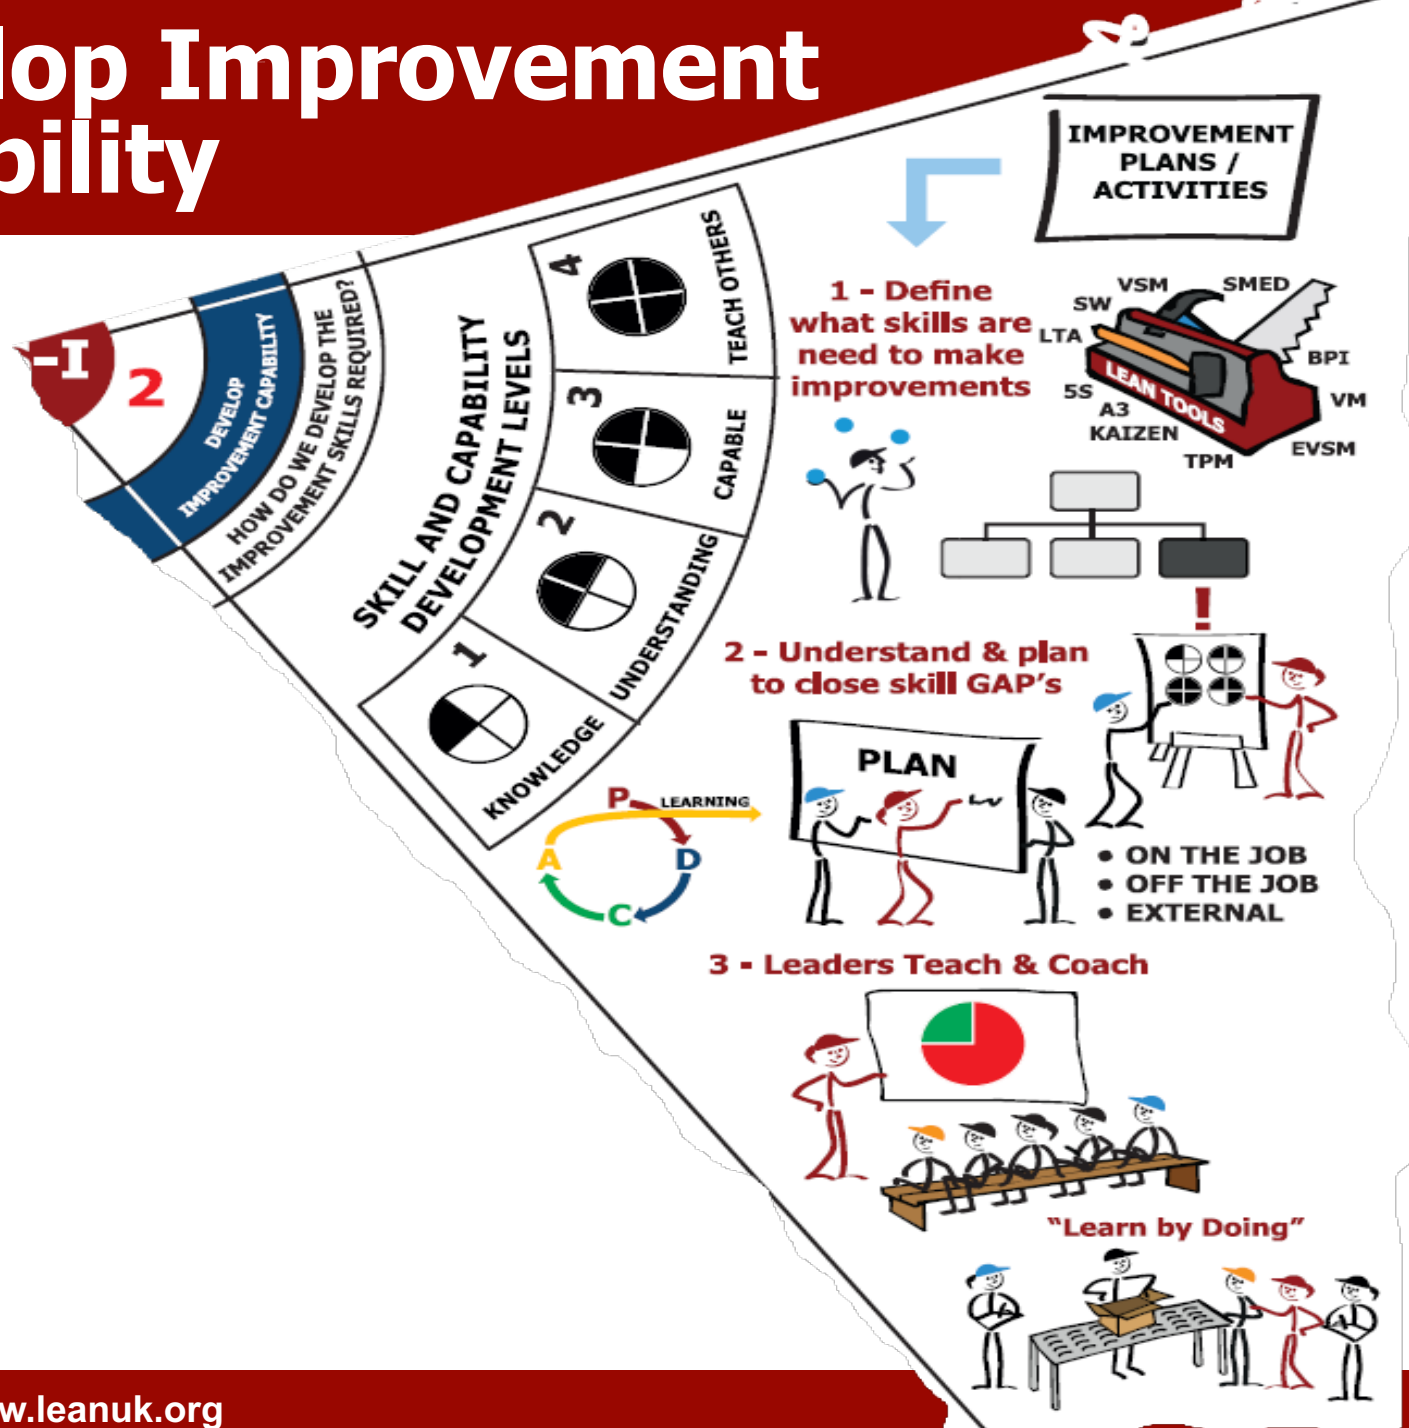 lop Improvement
bility
-I
2
DEVELOP
IMPROVEMENT CAPABILITY
HOW DO WE DEVELOP THE
IMPROVEMENT SKILLS REQUIRED?
SKILL AND CAPABILITY
DEVELOPMENT LEVELS
4
TEACH OTHERS
3
CAPABLE
2
UNDERSTANDING
1
KNOWLEDGE
IMPROVEMENT
PLANS /
ACTIVITIES
1 - Define
what skills are
need to make
improvements
VSM
SMED
SW
LTA
BPI
5S
A3
VM
KAIZEN
EVSM
TPM
LEAN TOOLS
!
2 - Understand & plan
to close skill GAP's
PLAN
P
LEARNING
A
D
C
• ON THE JOB
• OFF THE JOB
• EXTERNAL
3 - Leaders Teach & Coach
“Learn by Doing”
w.leanuk.org